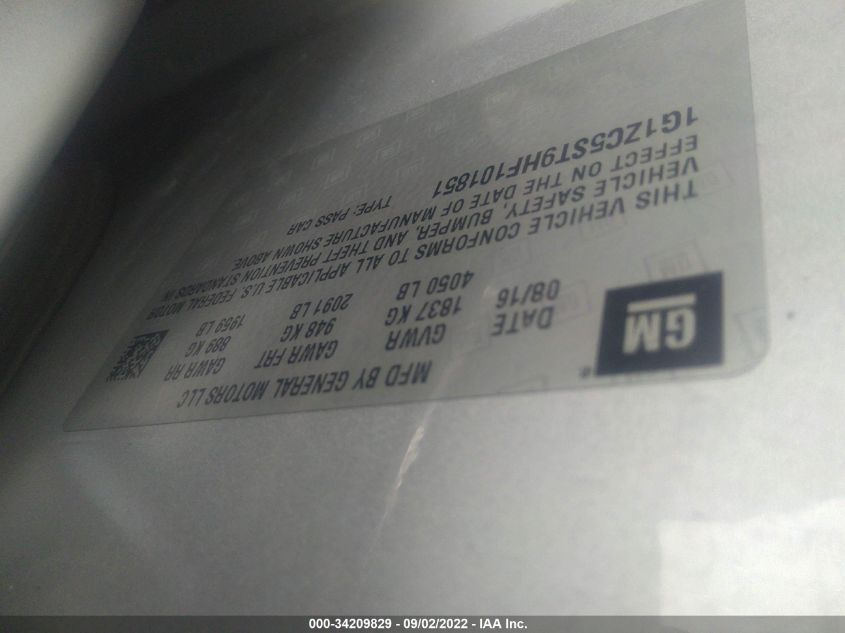 MFD BY GENERAL MOTORS LLC
GM
DATE GVWR GAWR FRT GAWR RR
08/16 1837 KG 948 KG 889 KG
4050 LB 2091 LB 1959 LB
THIS VEHICLE CONFORMS TO ALL APPLICABLE U.S. FEDERAL MOTOR
VEHICLE SAFETY, BUMPER, AND THEFT PREVENTION STANDARDS IN
EFFECT ON THE DATE OF MANUFACTURE SHOWN ABOVE
1G1ZC5ST9HF101851 TYPE: PASS CAR
000-34209829 - 09/02/2022 - IAA Inc.